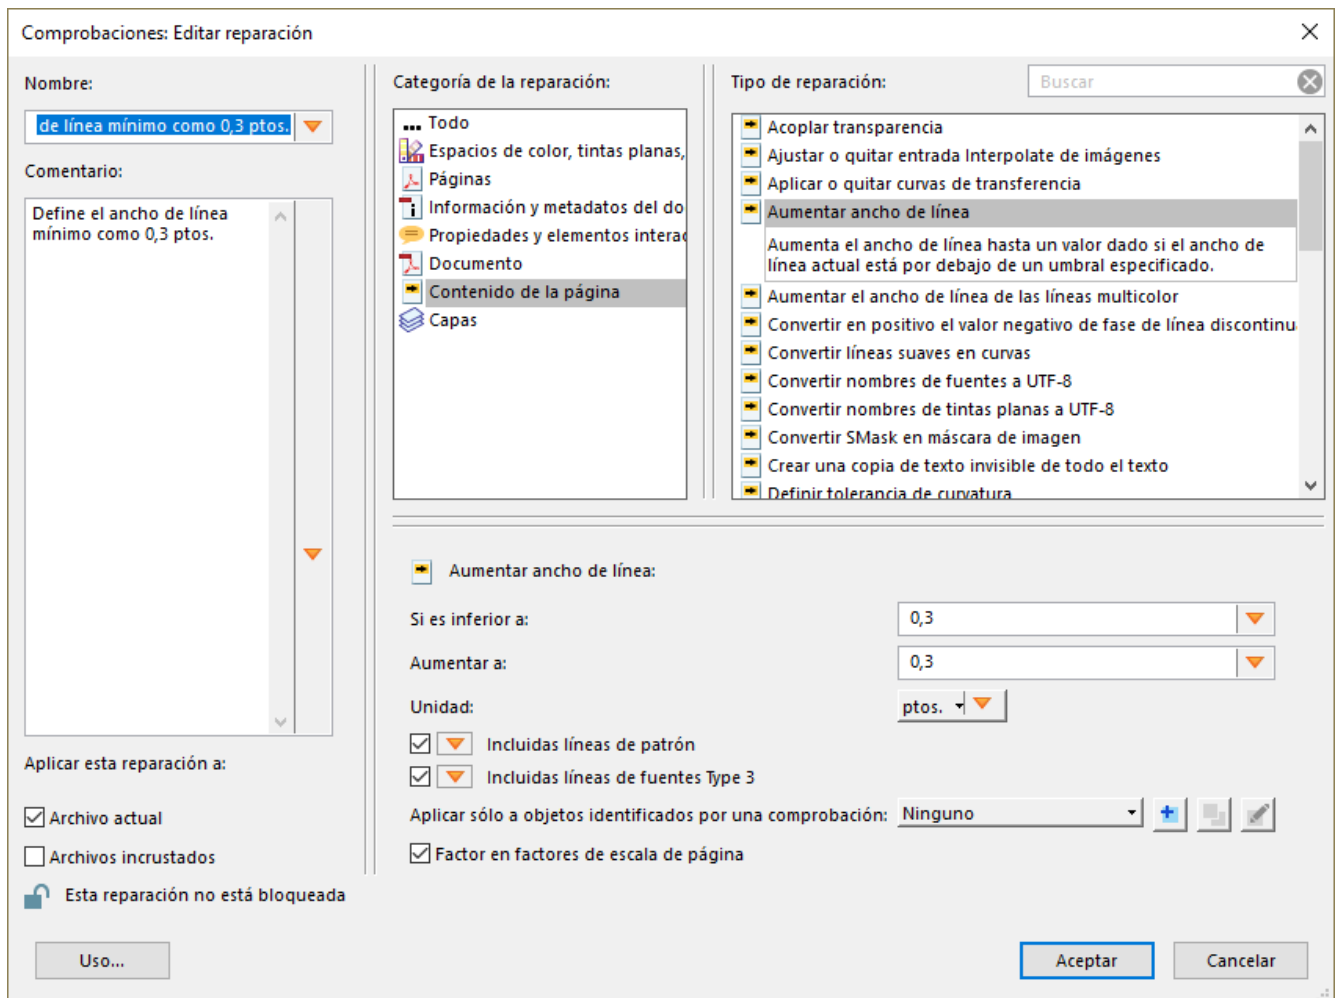 Comprobaciones: Editar reparación
Nombre:
de línea mínimo como 0,3 ptos.
Comentario:
Define el ancho de línea
mínimo como 0,3 ptos.
Aplicar esta reparación a:
Archivo actual
Archivos incrustados
Esta reparación no está bloqueada
Uso...
Categoría de la reparación:
Todo
Espacios de color, tintas planas,
Páginas
Información y metadatos del do
Propiedades y elementos interac
Documento
Contenido de la página
Capas
Tipo de reparación:
Buscar
Acoplar transparencia
Ajustar o quitar entrada Interpolate de imágenes
Aplicar o quitar curvas de transferencia
Aumentar ancho de línea
Aumenta el ancho de línea hasta un valor dado si el ancho de
línea actual está por debajo de un umbral especificado.
Aumentar el ancho de línea de las líneas multicolor
Convertir en positivo el valor negativo de fase de línea discontinu
Convertir líneas suaves en curvas
Convertir nombres de fuentes a UTF-8
Convertir nombres de tintas planas a UTF-8
Convertir SMask en máscara de imagen
Crear una copia de texto invisible de todo el texto
Definir tolerancia de curvatura
Aumentar ancho de línea:
Si es inferior a: 0,3
Aumentar a: 0,3
Unidad: ptos.
Incluidas líneas de patrón
Incluidas líneas de fuentes Type 3
Aplicar sólo a objetos identificados por una comprobación: Ninguno
Factor en factores de escala de página
Aceptar Cancelar